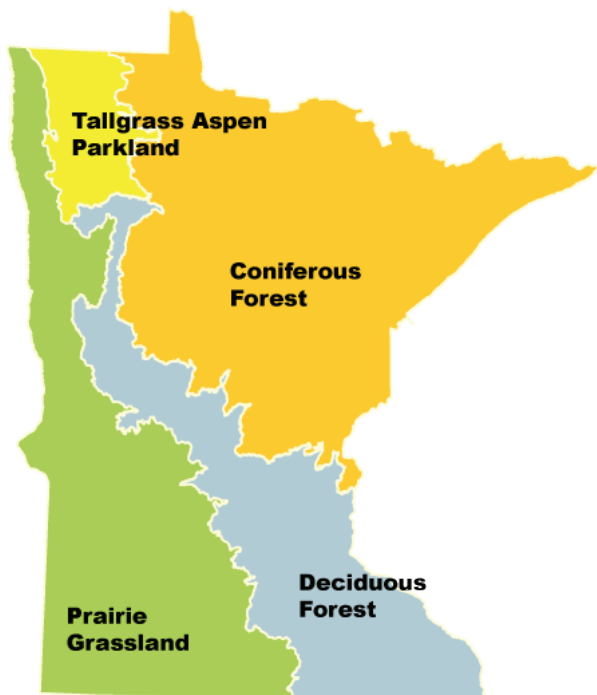 Tallgrass Aspen
Parkland
Coniferous
Forest
Deciduous
Forest
Prairie
Grassland